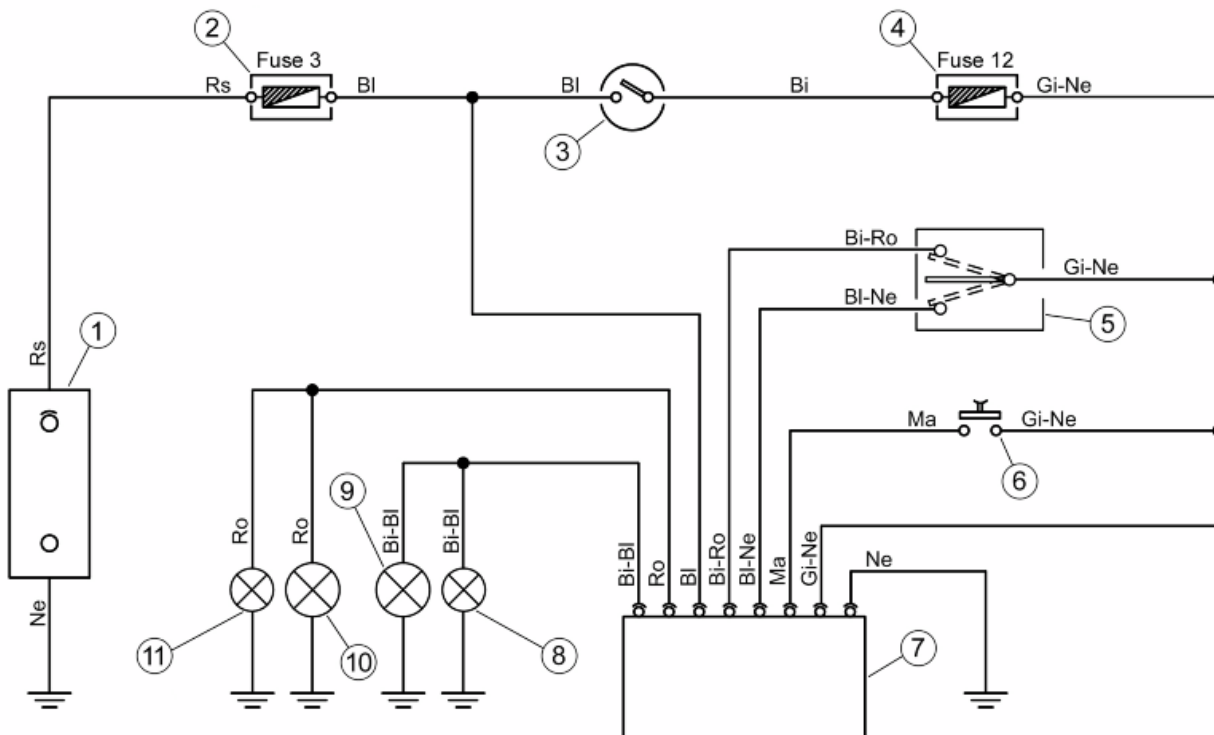 2 4
Fuse 3 Fuse 12
Rs Bl Bl Bi Gi-Ne
3
Bi-Ro
Gi-Ne
Bl-Ne
5
1
Rs
Ma Gi-Ne
6
9
Ro Ro Bi-Bl Bi-Bl Bi-Bl Ro Bl Bi-Ro Bl-Ne Ma Gi-Ne Ne
Ne
11 10 8 7